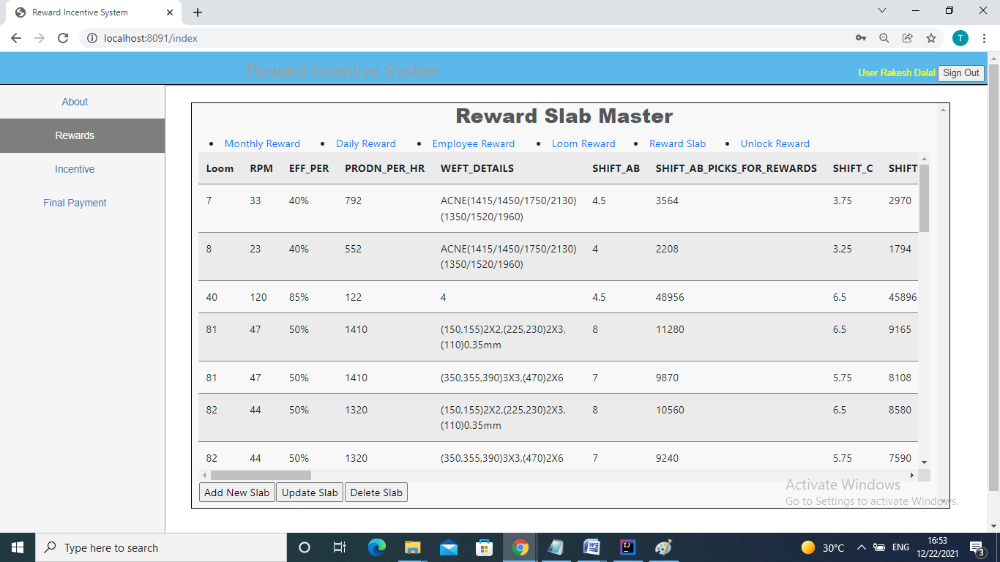 Reward Incentive System
localhost:8091/index
T
Reward Incentive System
User Rakesh Dalal Sign Out
About
Rewards
Incentive
Final Payment
Reward Slab Master
Monthly Reward Daily Reward Employee Reward Loom Reward Reward Slab Unlock Reward
Loom RPM EFF_PER PRODN_PER_HR WEFT_DETAILS SHIFT_AB SHIFT_AB_PICKS_FOR_REWARDS SHIFT_C SHIFT
7 33 40% 792 ACNE(1415/1450/1750/2130) 4.5 3564 3.75 2970
(1350/1520/1960)
8 23 40% 552 ACNE(1415/1450/1750/2130) 4 2208 3.25 1794
(1350/1520/1960)
40 120 85% 122 4 4.5 48956 6.5 45896
81 47 50% 1410 (150,155)2X2,(225,230)2X3, 8 11280 6.5 9165
(110)0.35mm
81 47 50% 1410 (350,355,390)3X3,(470)2X6 7 9870 5.75 8108
82 44 50% 1320 (150,155)2X2,(225,230)2X3, 8 10560 6.5 8580
(110)0.35mm
82 44 50% 1320 (350,355,390)3X3,(470)2X6 7 9240 5.75 7590
Add New Slab Update Slab Delete Slab
Activate Windows
Go to Settings to activate Windows.
Type here to search
30°C ENG 16:53
12/22/2021
3